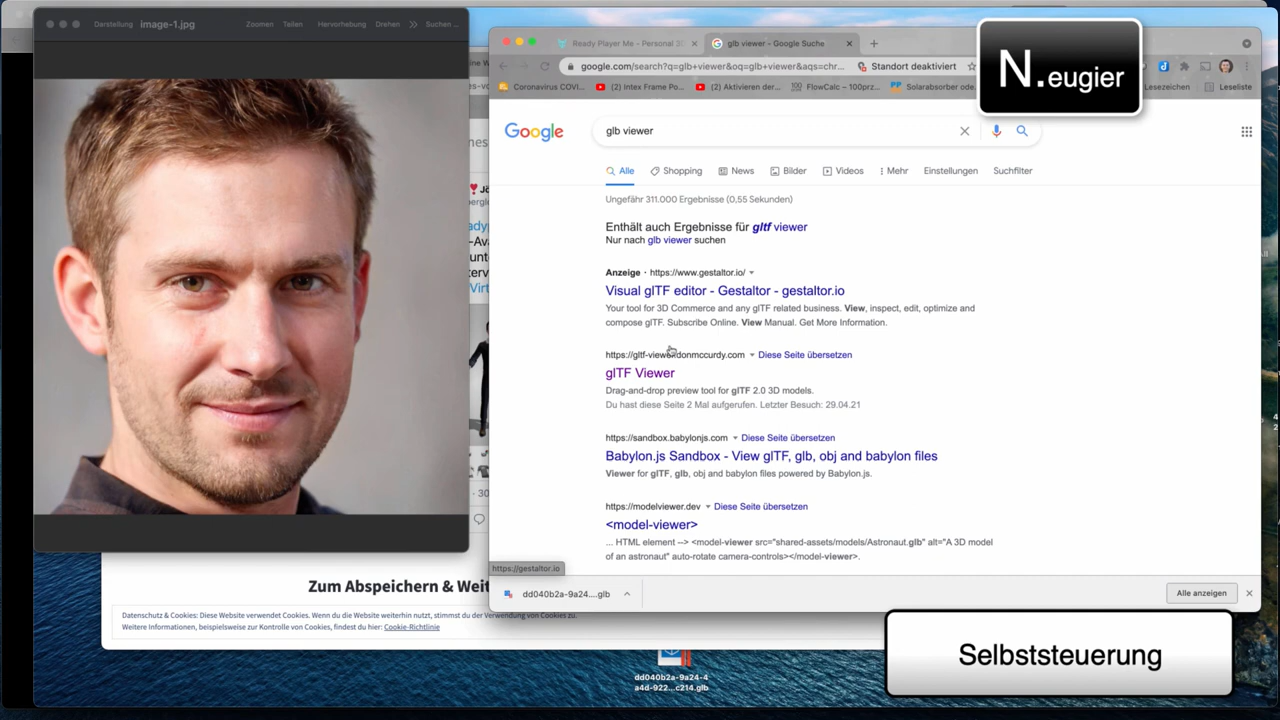 Darstellung
image-1.jpg
Zoomen
Teilen
Hervorhebung
Drehen
Suchen ...
Ready Player Me - Personal 3
glb viewer - Google Suche
google.com/search?q=glb+viewer&oq=glb+viewer&aqs=chr...
Standort deaktiviert
Coronavirus COVI...
(2) Intex Frame Po...
(2) Aktivieren der...
FlowCalc – 100prz...
Solarabsorber ode.
Lesezeichen
Leseliste
N.eugier
Google
glb viewer
Alle
Shopping
News
Bilder
Videos
Mehr
Einstellungen
Suchfilter
Ungefähr 311.000 Ergebnisse (0,55 Sekunden)
Enthält auch Ergebnisse für gltf viewer
Nur nach glb viewer suchen
Anzeige · https://www.gestaltor.io/
Visual glTF editor - Gestaltor - gestaltor.io
Your tool for 3D Commerce and any glTF related business. View, inspect, edit, optimize and
compose glTF. Subscribe Online. View Manual. Get More Information.
https://gltf-viewer.donmccurdy.com Diese Seite übersetzen
glTF Viewer
Drag-and-drop preview tool for glTF 2.0 3D models.
Du hast diese Seite 2 Mal aufgerufen. Letzter Besuch: 29.04.21
https://sandbox.babylonjs.com Diese Seite übersetzen
Babylon.js Sandbox - View glTF, glb, obj and babylon files
Viewer for glTF, glb, obj and babylon files powered by Babylon.js.
https://modelviewer.dev Diese Seite übersetzen
<model-viewer>
... HTML element --> <model-viewer src="shared-assets/models/Astronaut.glb" alt="A 3D model
of an astronaut" auto-rotate camera-controls></model-viewer>.
https://gestaltor.io
dd040b2a-9a24....glb
Alle anzeigen
Zum Abspeichern & Weit
Datenschutz & Cookies: Diese Website verwendet Cookies. Wenn du die Website weiterhin nutzt, stimmst du der Verwendung von Cookies zu.
Weitere Informationen, beispielsweise zur Kontrolle von Cookies, findest du hier: Cookie-Richtlinie
dd040b2a-9a24-4
a4d-922...c214.glb
Selbststeuerung